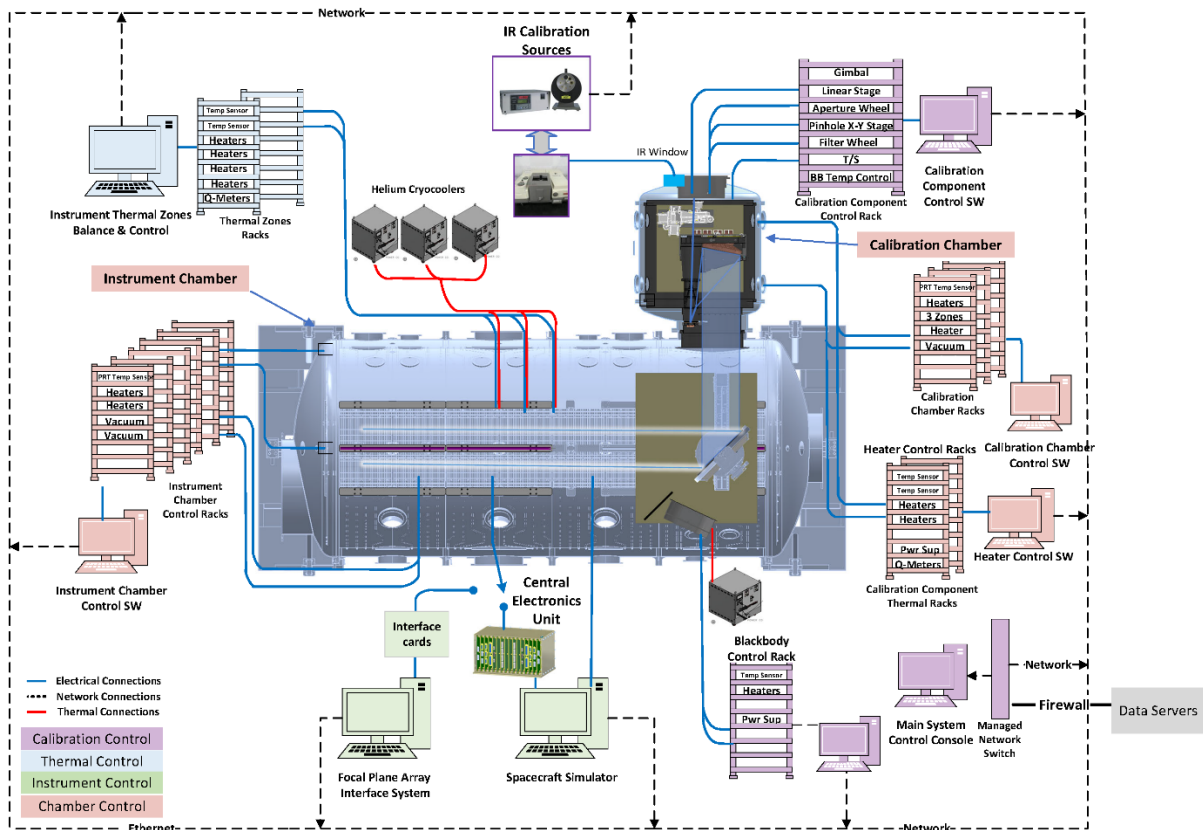 Network
IR Calibration
Sources
IR Window
Gimbal
Linear Stage
Aperture Wheel
Pinhole X-Y Stage
Filter Wheel
T/S
BB Temp Control
Calibration Component
Control Rack
Calibration
Component
Control SW
Temp Sensor
Temp Sensor
Heaters
Heaters
Heaters
Heaters
Q-Meters
Thermal Zones
Racks
Instrument Thermal Zones
Balance & Control
Helium Cryocoolers
Instrument Chamber
Calibration Chamber
PRT Temp Sensor
Heaters
3 Zones
Heater
Vacuum
Calibration
Chamber Racks
Calibration Chamber
Control SW
PRT Temp Sensor
Heaters
Heaters
Vacuum
Vacuum
Instrument
Chamber
Control Racks
Instrument Chamber
Control SW
Heater Control Racks
Temp Sensor
Temp Sensor
Heaters
Heaters
Pwr Sup
Q-Meters
Calibration Component
Thermal Racks
Heater Control SW
Central
Electronics
Unit
Interface
cards
Focal Plane Array
Interface System
Spacecraft Simulator
Blackbody
Control Rack
Temp Sensor
Heaters
Pwr Sup
Main System
Control Console
Managed
Network
Switch
Network
Firewall
Data Servers
Electrical Connections
Network Connections
Thermal Connections
Calibration Control
Thermal Control
Instrument Control
Chamber Control
Ethernet
Network